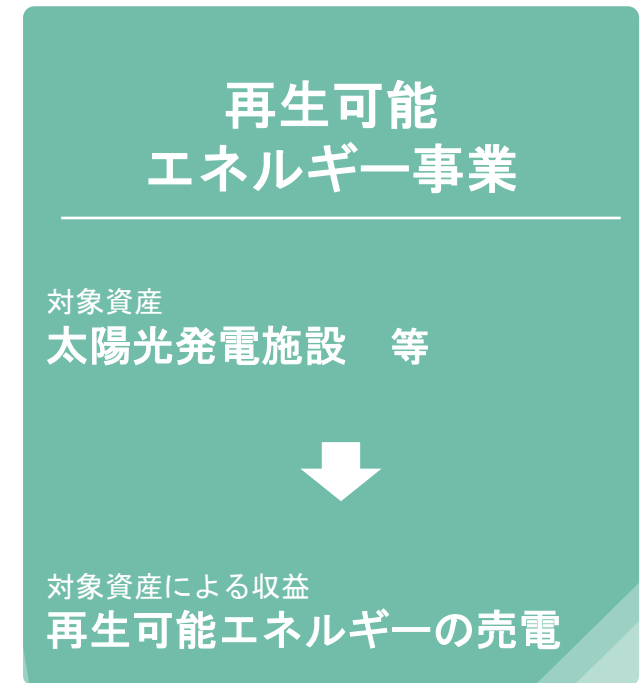 再生可能
エネルギー事業
対象資産
太陽光発電施設　等
対象資産による収益
再生可能エネルギーの売電